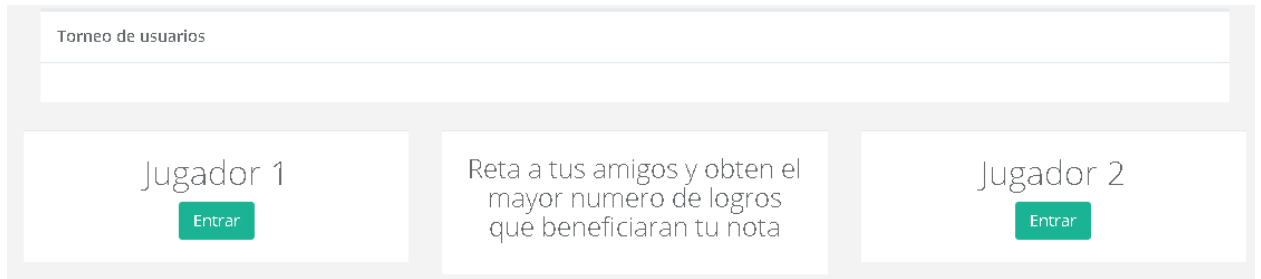 Torneo de usuarios
Jugador 1
Entrar
Reta a tus amigos y obten el
mayor numero de logros
que beneficiaran tu nota
Jugador 2
Entrar